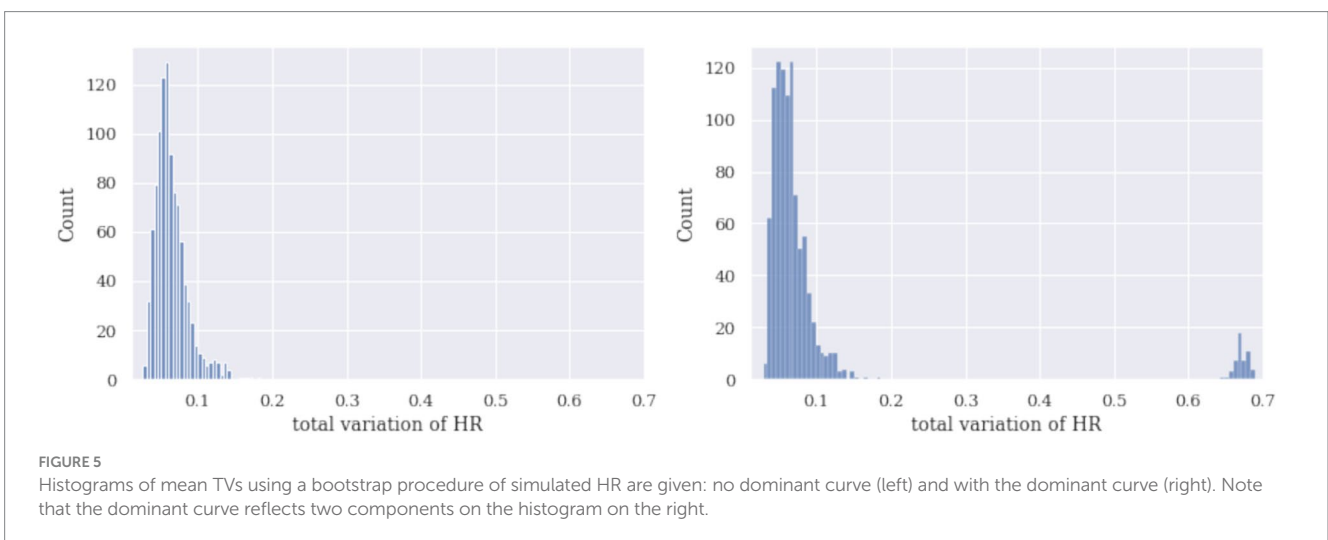 120
100
80
60
40
20
0
Count
0.1 0.2 0.3 0.4 0.5 0.6 0.7
total variation of HR
120
100
80
60
40
20
0
Count
0.1 0.2 0.3 0.4 0.5 0.6 0.7
total variation of HR
FIGURE 5
Histograms of mean TVs using a bootstrap procedure of simulated HR are given: no dominant curve (left) and with the dominant curve (right). Note
that the dominant curve reflects two components on the histogram on the right.